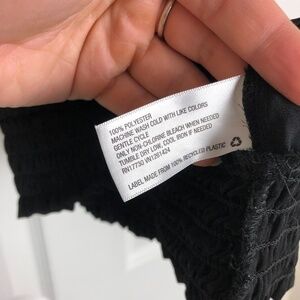 100% POLYESTER
MACHINE WASH COLD WITH LIKE COLORS
GENTLE CYCLE
ONLY NON-CHLORINE BLEACH WHEN NEEDED
TUMBLE DRY LOW, COOL IRON IF NEEDED
RN17730 VN1281424
LABEL MADE FROM 100% RECYCLED PLASTIC